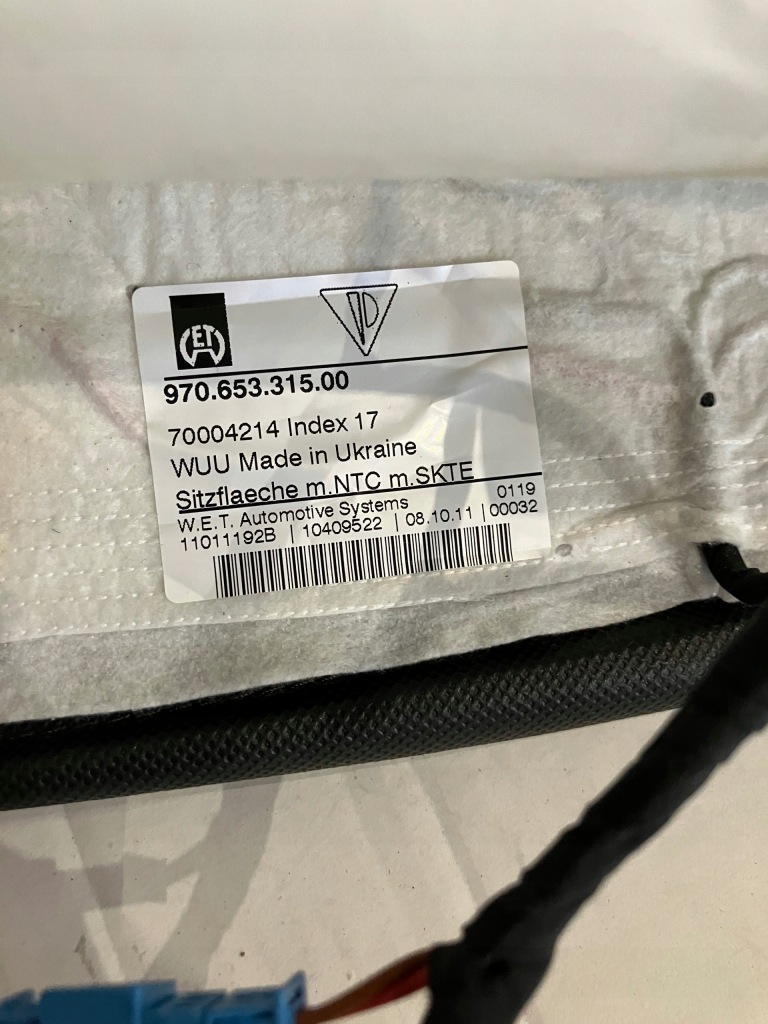 W.E.T.
970.653.315.00
70004214 Index 17
WUU Made in Ukraine
Sitzflaeche m.NTC m.SKTE
W.E.T. Automotive Systems 0119
11011192B | 10409522 | 08.10.11 | 00032